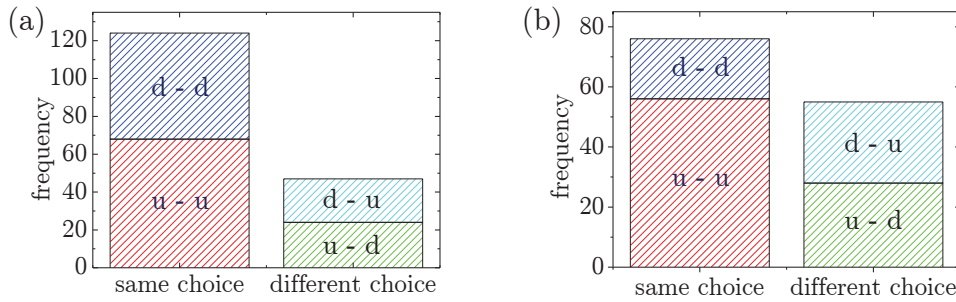 (a)
frequency
120
100
80
60
40
20
0
d - d
u - u
d - u
u - d
same choice
different choice
(b)
frequency
80
60
40
20
0
d - d
u - u
d - u
u - d
same choice
different choice